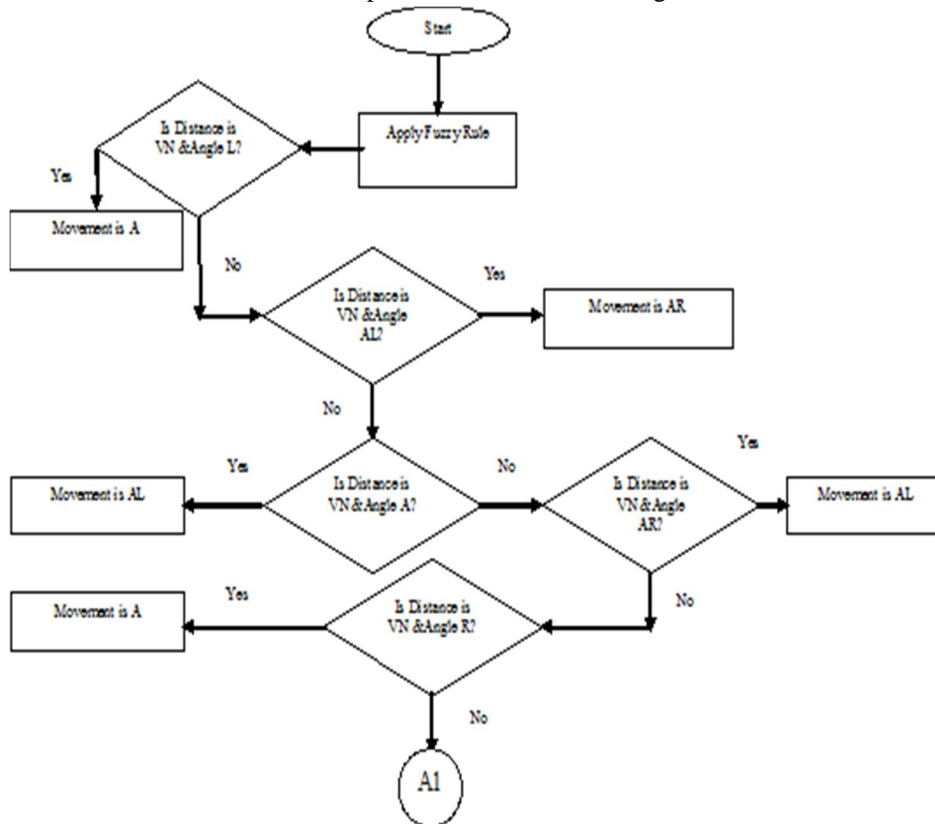 Start
Apply Fuzzy Rule
Is Distance is
VN &Angle L?
Yes
Movement is A
No
Is Distance is
VN &Angle
AL?
Yes
Movement is AR
No
Is Distance is
VN &Angle A?
Yes
Movement is AL
No
Is Distance is
VN &Angle
AR?
Yes
Movement is AL
No
Is Distance is
VN &Angle R?
Yes
Movement is A
No
A1